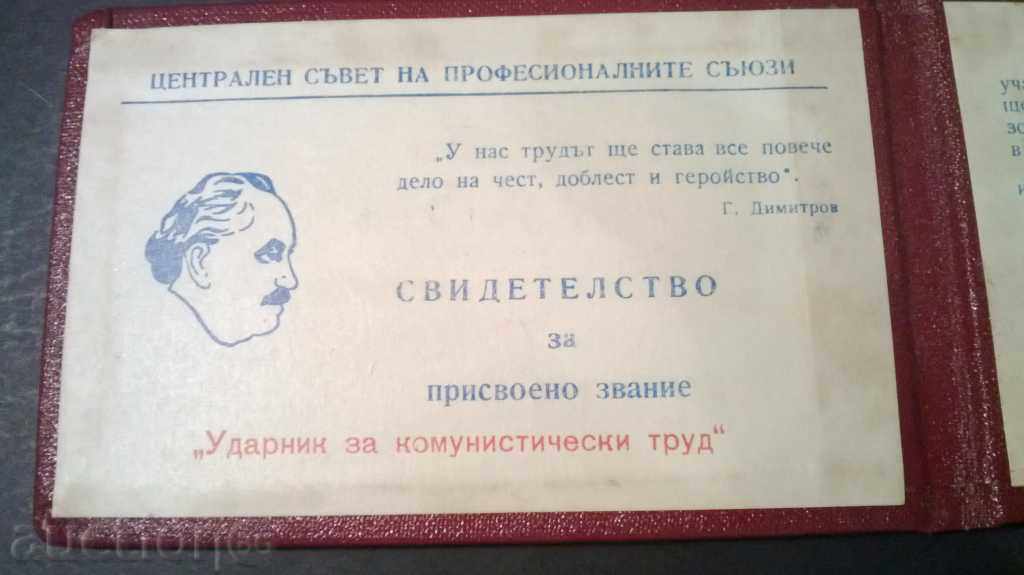 ЦЕНТРАЛЕН СЪВЕТ НА ПРОФЕСИОНАЛНИТЕ СЪЮЗИ
„У нас трудът ще става все повече
дело на чест, доблест и геройство".
Г. Димитров
СВИДЕТЕЛСТВО
за
присвоено звание
„Ударник за комунистически труд"